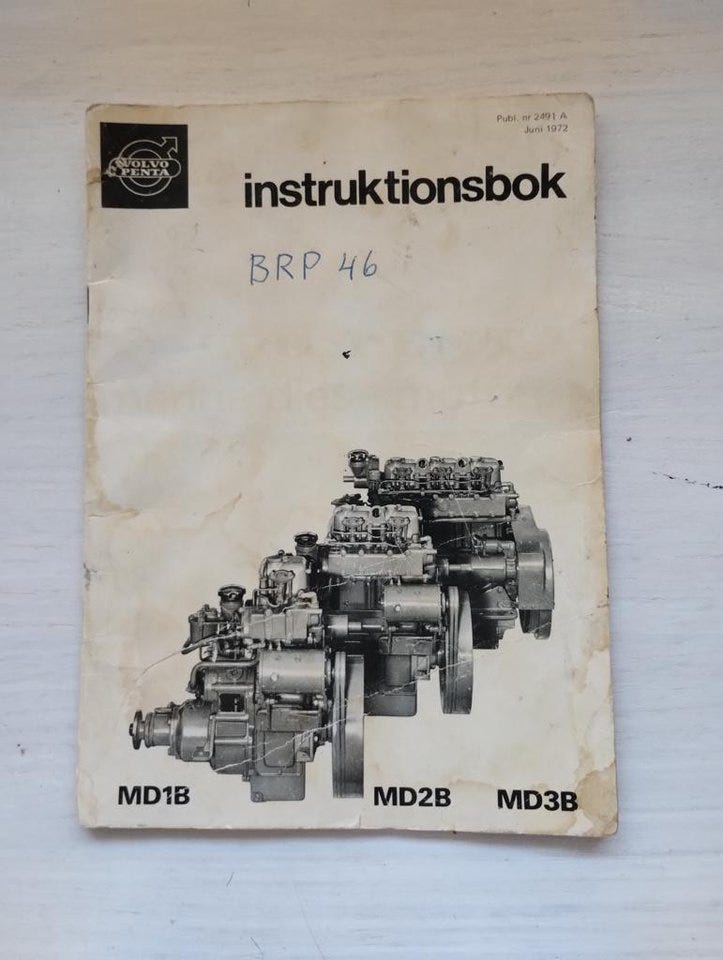 VOLVO
PENTA
Publ. nr 2491 A
Juni 1972
instruktionsbok
BRP 46
MD1B MD2B MD3B